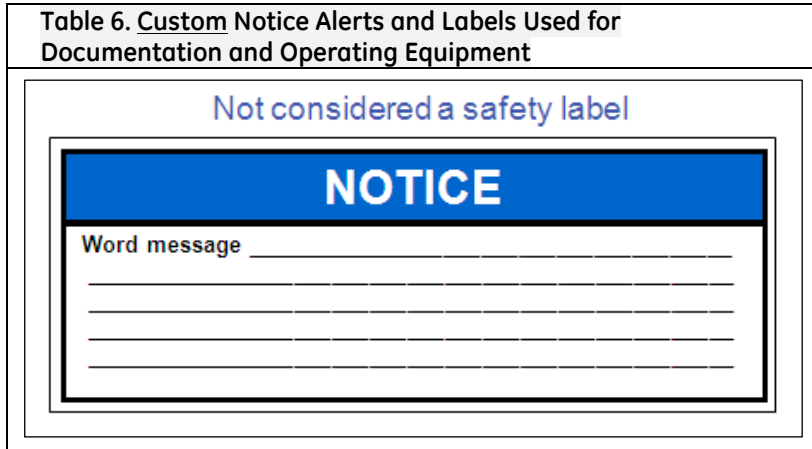 Table 6. Custom Notice Alerts and Labels Used for
Documentation and Operating Equipment
Not considered a safety label
NOTICE
Word message